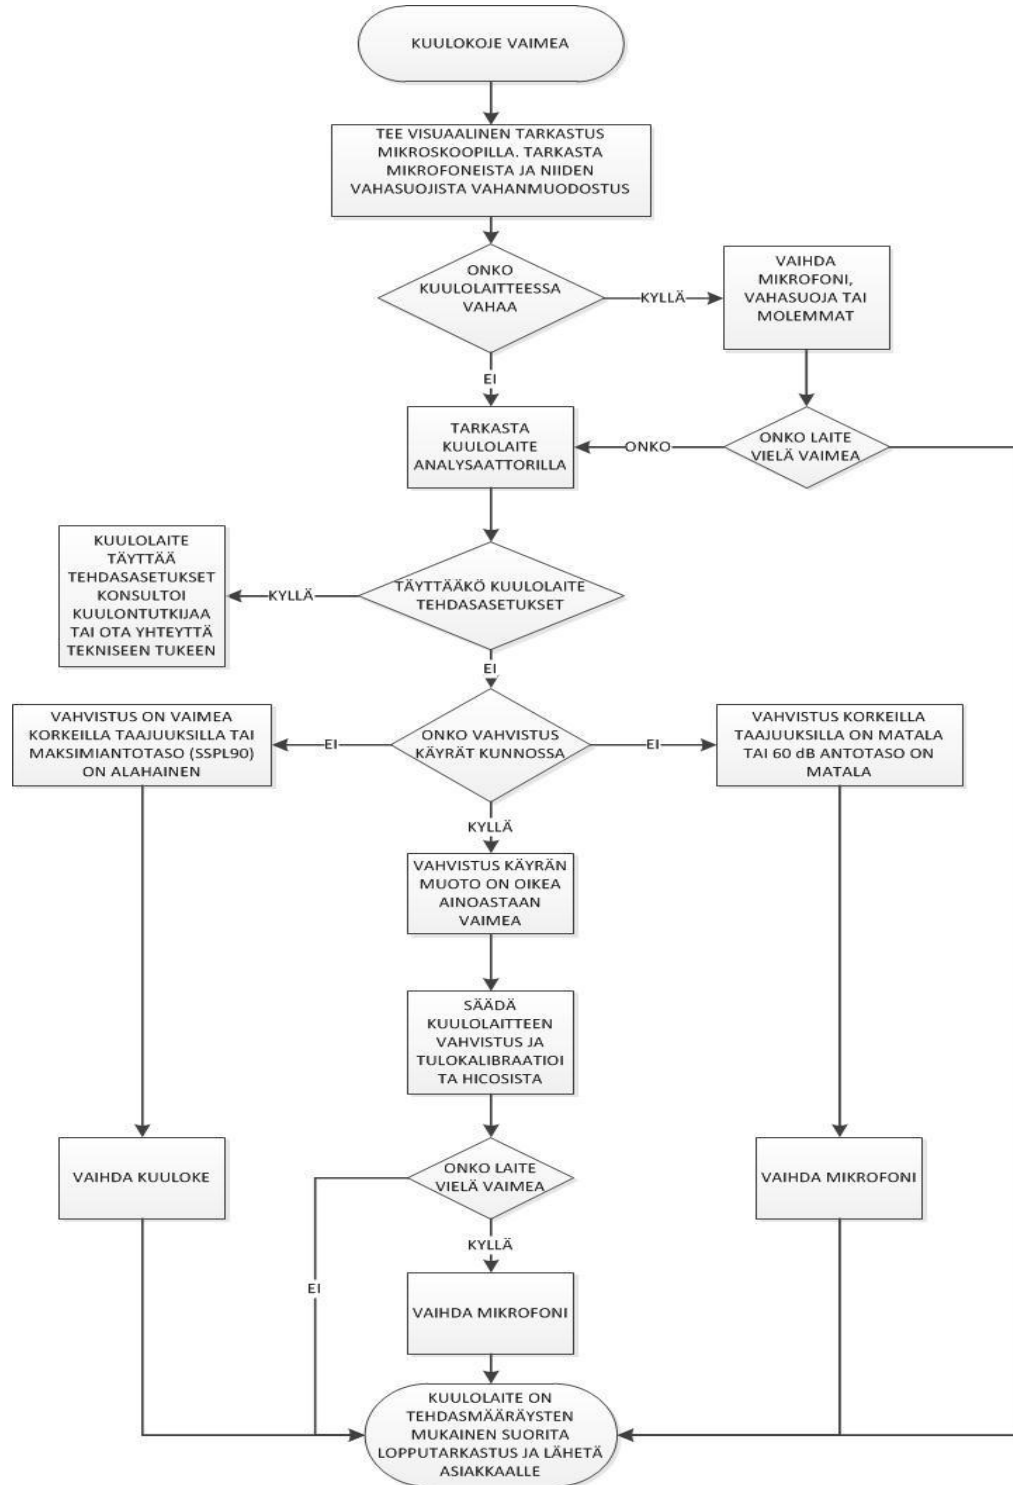 KUULOKOJE VAIMEA
TEE VISUAALINEN TARKASTUS
MIKROSKOOPILLA. TARKASTA
MIKROFONEISTA JA NIIDEN
VAHASUOJISTA VAHANMUODOSTUS
ONKO
KUULOLAITTEESSA
VAHAA
KYLLÄ
VAIHDA
MIKROFONI,
VAHASUOJA TAI
MOLEMMAT
EI
TARKASTA
KUULOLAITE
ANALYSAATTORILLA
ONKO
ONKO LAITE
VIELÄ VAIMEA
KUULOLAITE
TÄYTTÄÄ
TEHDASASETUKSET
KONSULTOI
KUULONTUTKIJAA
TAI OTA YHTEYTTÄ
TEKNISEEN TUKEEN
KYLLÄ
TÄYTTÄÄKÖ KUULOLAITE
TEHDASASETUKSET
EI
VAHVISTUS ON VAIMEA
KORKEILLA TAAJUUKSILLA TAI
MAKSIMIANTOTASO (SSPL90)
ON ALAHAINEN
EI
ONKO VAHVISTUS
KÄYRÄT KUNNOSSA
EI
VAHVISTUS KORKEILLA
TAAJUUKSILLA ON MATALA
TAI 60 dB ANTOTASO ON
MATALA
KYLLÄ
VAHVISTUS KÄYRÄN
MUOTO ON OIKEA
AINOASTAAN
VAIMEA
SÄÄDÄ
KUULOLAITTEEN
VAHVISTUS JA
TULOKALIBRAATIOI
TA HICOSISTA
VAIHDA KUULOKE
ONKO LAITE
VIELÄ VAIMEA
VAIHDA MIKROFONI
KYLLÄ
EI
VAIHDA MIKROFONI
KUULOLAITE ON
TEHDASMÄÄRÄYSTEN
MUKAINEN SUORITA
LOPPUTARKASTUS JA LÄHETÄ
ASIAKKAALLE